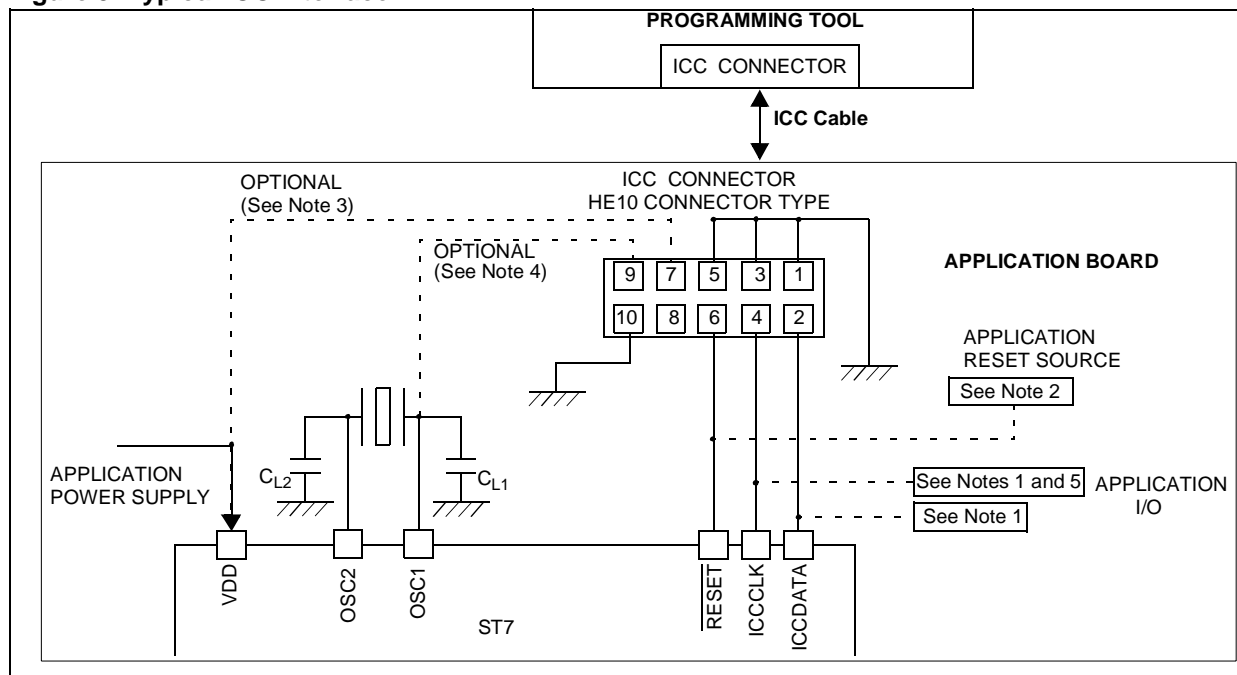 PROGRAMMING TOOL
ICC CONNECTOR
ICC Cable
OPTIONAL
(See Note 3)
ICC CONNECTOR
HE10 CONNECTOR TYPE
OPTIONAL
(See Note 4)
9 7 5 3 1
10 8 6 4 2
APPLICATION BOARD
APPLICATION
RESET SOURCE
See Note 2
APPLICATION
POWER SUPPLY
CL2
CL1
See Notes 1 and 5
See Note 1
APPLICATION
I/O
VDD
OSC2
OSC1
RESET
ICCCLK
ICCDATA
ST7